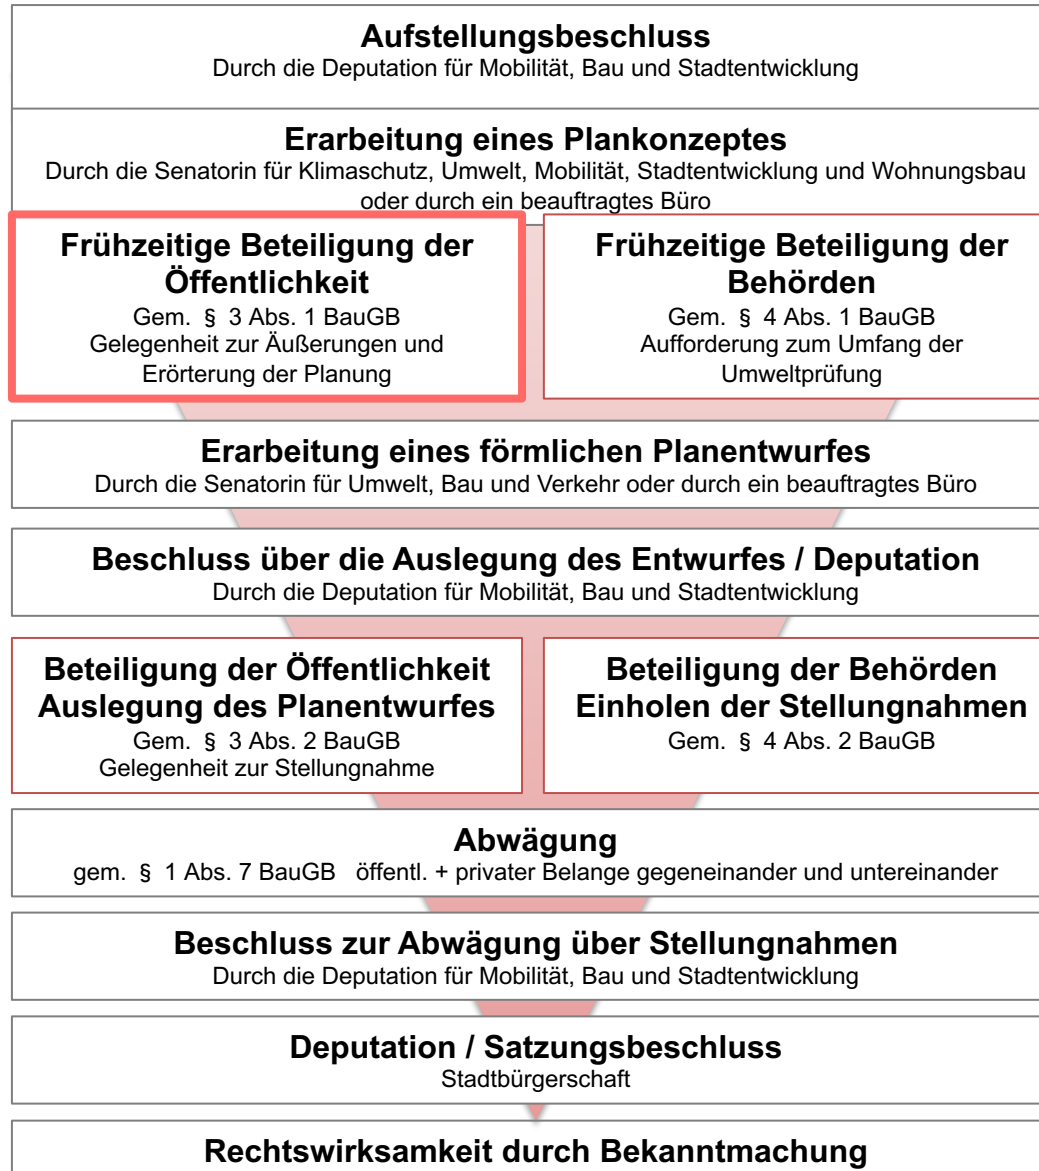 Aufstellungsbeschluss
Durch die Deputation für Mobilität, Bau und Stadtentwicklung
Erarbeitung eines Plankonzeptes
Durch die Senatorin für Klimaschutz, Umwelt, Mobilität, Stadtentwicklung und Wohnungsbau
oder durch ein beauftragtes Büro
Frühzeitige Beteiligung der
Öffentlichkeit
Gem. § 3 Abs. 1 BauGB
Gelegenheit zur Äußerungen und
Erörterung der Planung
Frühzeitige Beteiligung der
Behörden
Gem. § 4 Abs. 1 BauGB
Aufforderung zum Umfang der
Umweltprüfung
Erarbeitung eines förmlichen Planentwurfes
Durch die Senatorin für Umwelt, Bau und Verkehr oder durch ein beauftragtes Büro
Beschluss über die Auslegung des Entwurfes / Deputation
Durch die Deputation für Mobilität, Bau und Stadtentwicklung
Beteiligung der Öffentlichkeit
Auslegung des Planentwurfes
Gem. § 3 Abs. 2 BauGB
Gelegenheit zur Stellungnahme
Beteiligung der Behörden
Einholen der Stellungnahmen
Gem. § 4 Abs. 2 BauGB
Abwägung
gem. § 1 Abs. 7 BauGB öffentl. + privater Belange gegeneinander und untereinander
Beschluss zur Abwägung über Stellungnahmen
Durch die Deputation für Mobilität, Bau und Stadtentwicklung
Deputation / Satzungsbeschluss
Stadtbürgerschaft
Rechtswirksamkeit durch Bekanntmachung